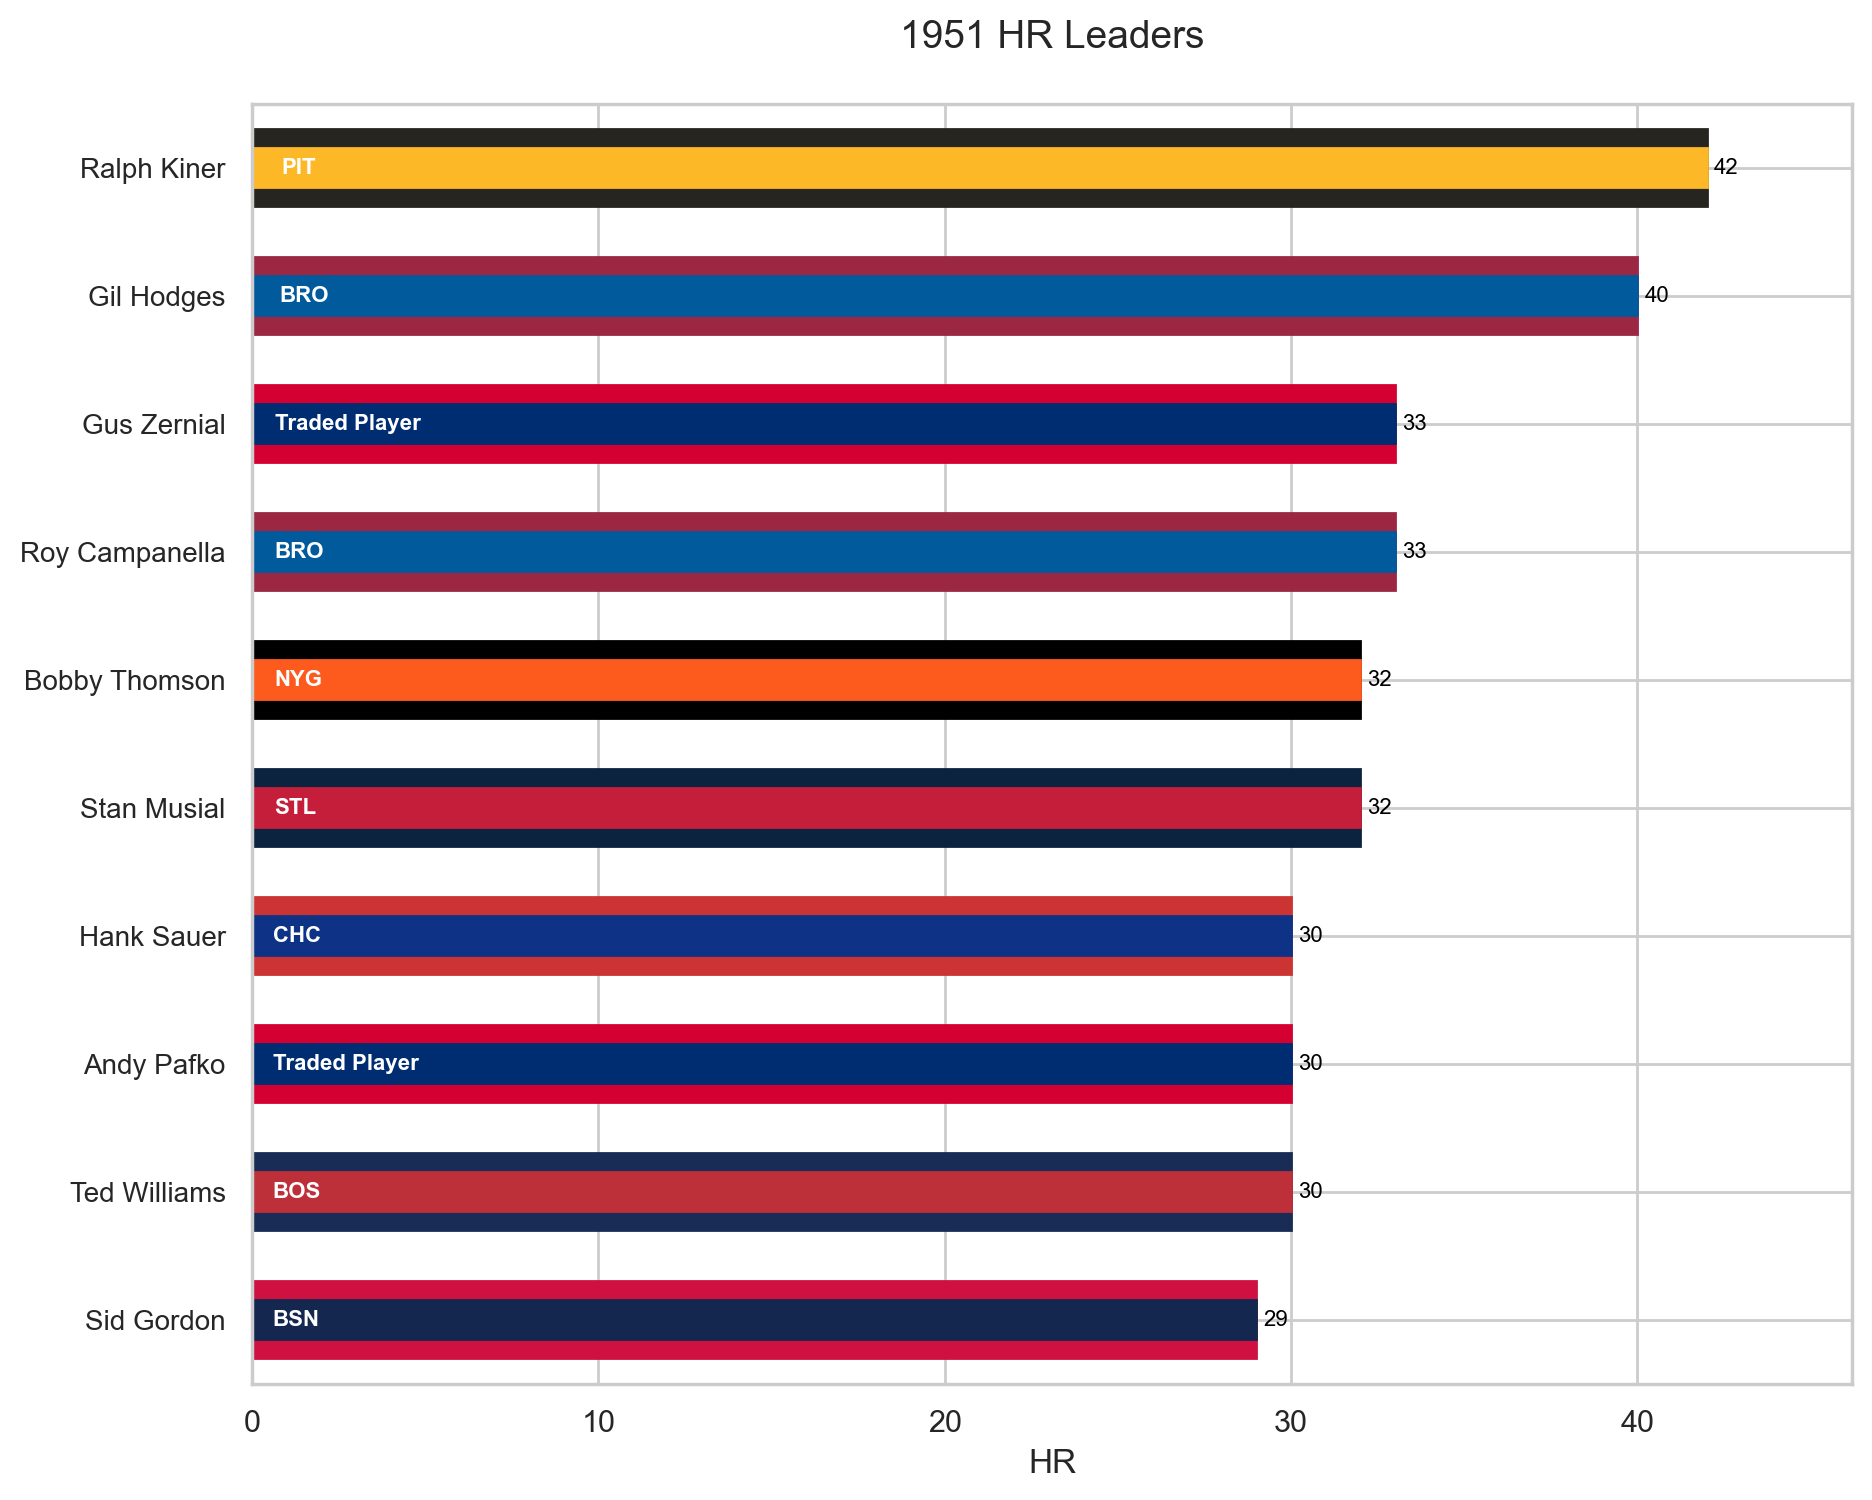 1951 HR Leaders
Ralph Kiner PIT 42
Gil Hodges BRO 40
Gus Zernial Traded Player 33
Roy Campanella BRO 33
Bobby Thomson NYG 32
Stan Musial STL 32
Hank Sauer CHC 30
Andy Pafko Traded Player 30
Ted Williams BOS 30
Sid Gordon BSN 29
0 10 20 30 40
HR